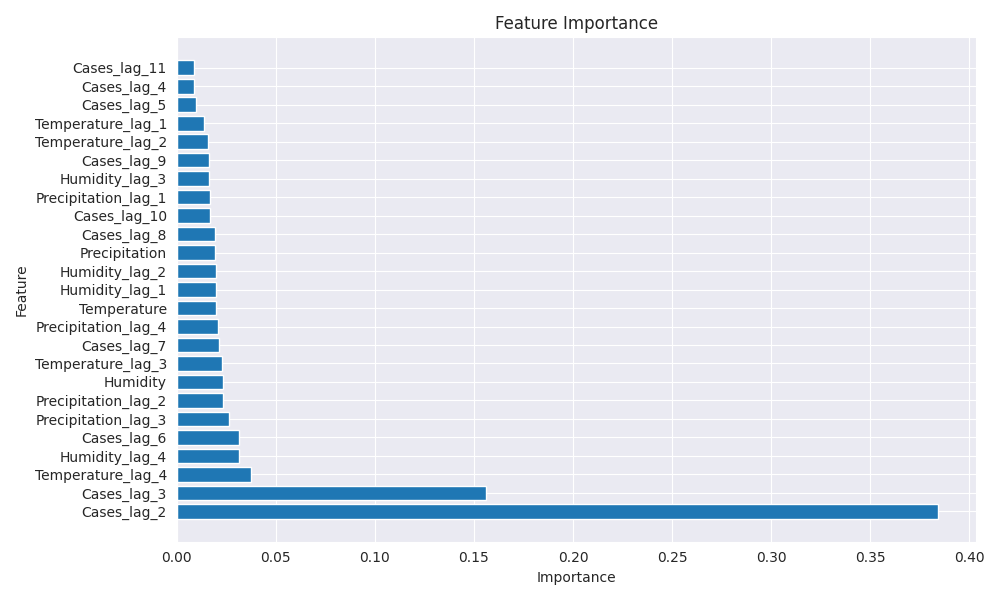 Feature Importance
Cases_lag_11
Cases_lag_4
Cases_lag_5
Temperature_lag_1
Temperature_lag_2
Cases_lag_9
Humidity_lag_3
Precipitation_lag_1
Cases_lag_10
Cases_lag_8
Precipitation
Humidity_lag_2
Humidity_lag_1
Temperature
Precipitation_lag_4
Cases_lag_7
Temperature_lag_3
Humidity
Precipitation_lag_2
Precipitation_lag_3
Cases_lag_6
Humidity_lag_4
Temperature_lag_4
Cases_lag_3
Cases_lag_2
Feature
0.00 0.05 0.10 0.15 0.20 0.25 0.30 0.35 0.40
Importance